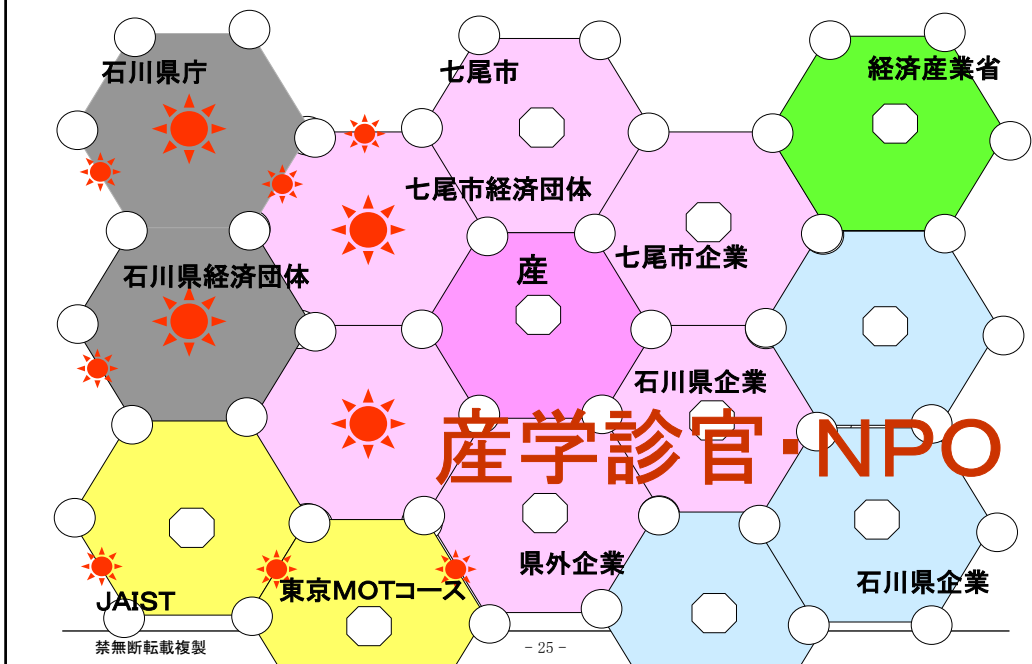 石川県庁
七尾市
経済産業省
七尾市経済団体
七尾市企業
石川県経済団体
産
石川県企業
産学診官・NPO
県外企業
石川県企業
東京MOTコース
JAIST
禁無断転載複製
- 25 -